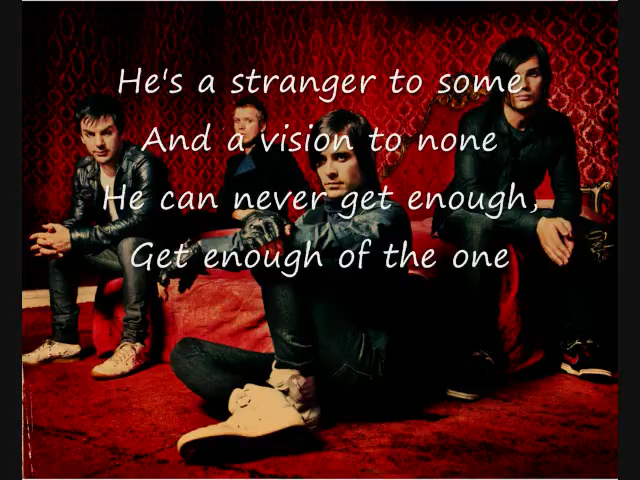 He's a stranger to some
And a vision to none
He can never get enough,
Get enough of the one